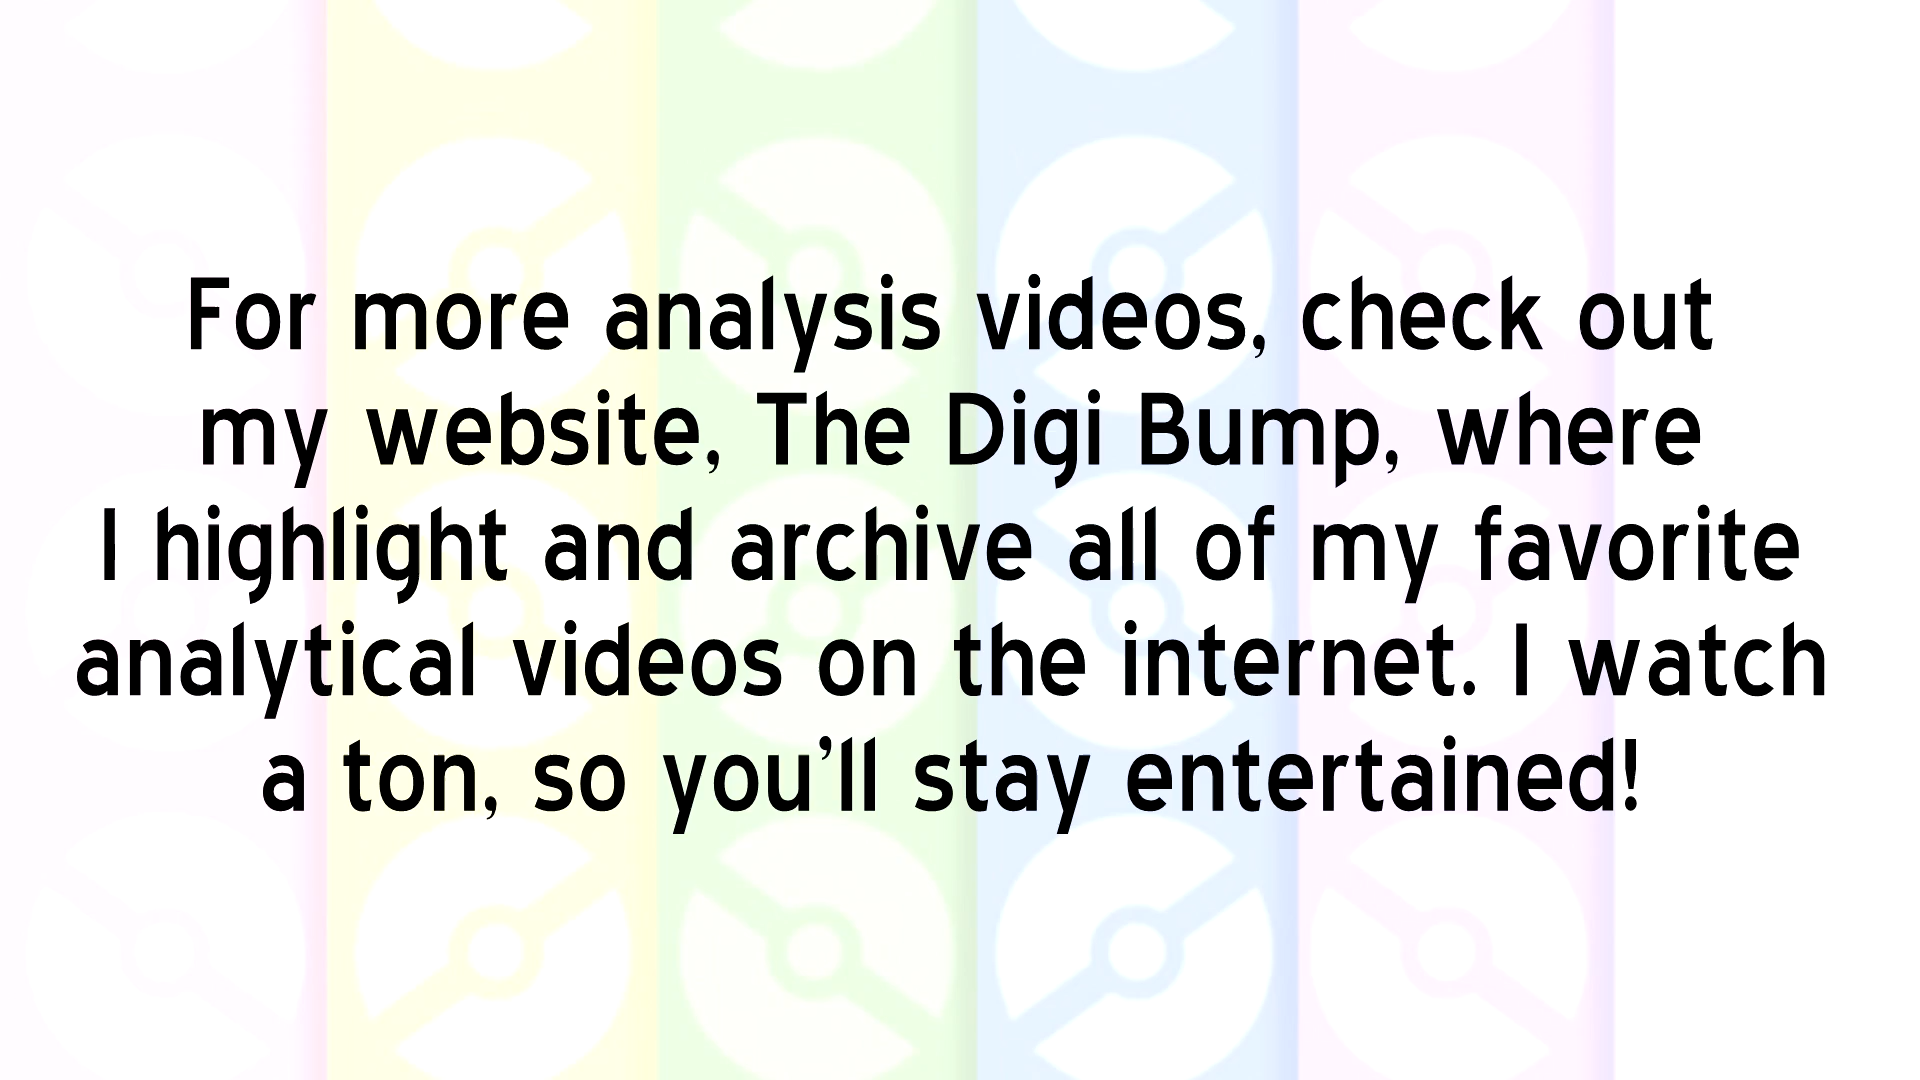 For more analysis videos, check out
my website, The Digi Bump, where
I highlight and archive all of my favorite
analytical videos on the internet. I watch
a ton, so you’ll stay entertained!